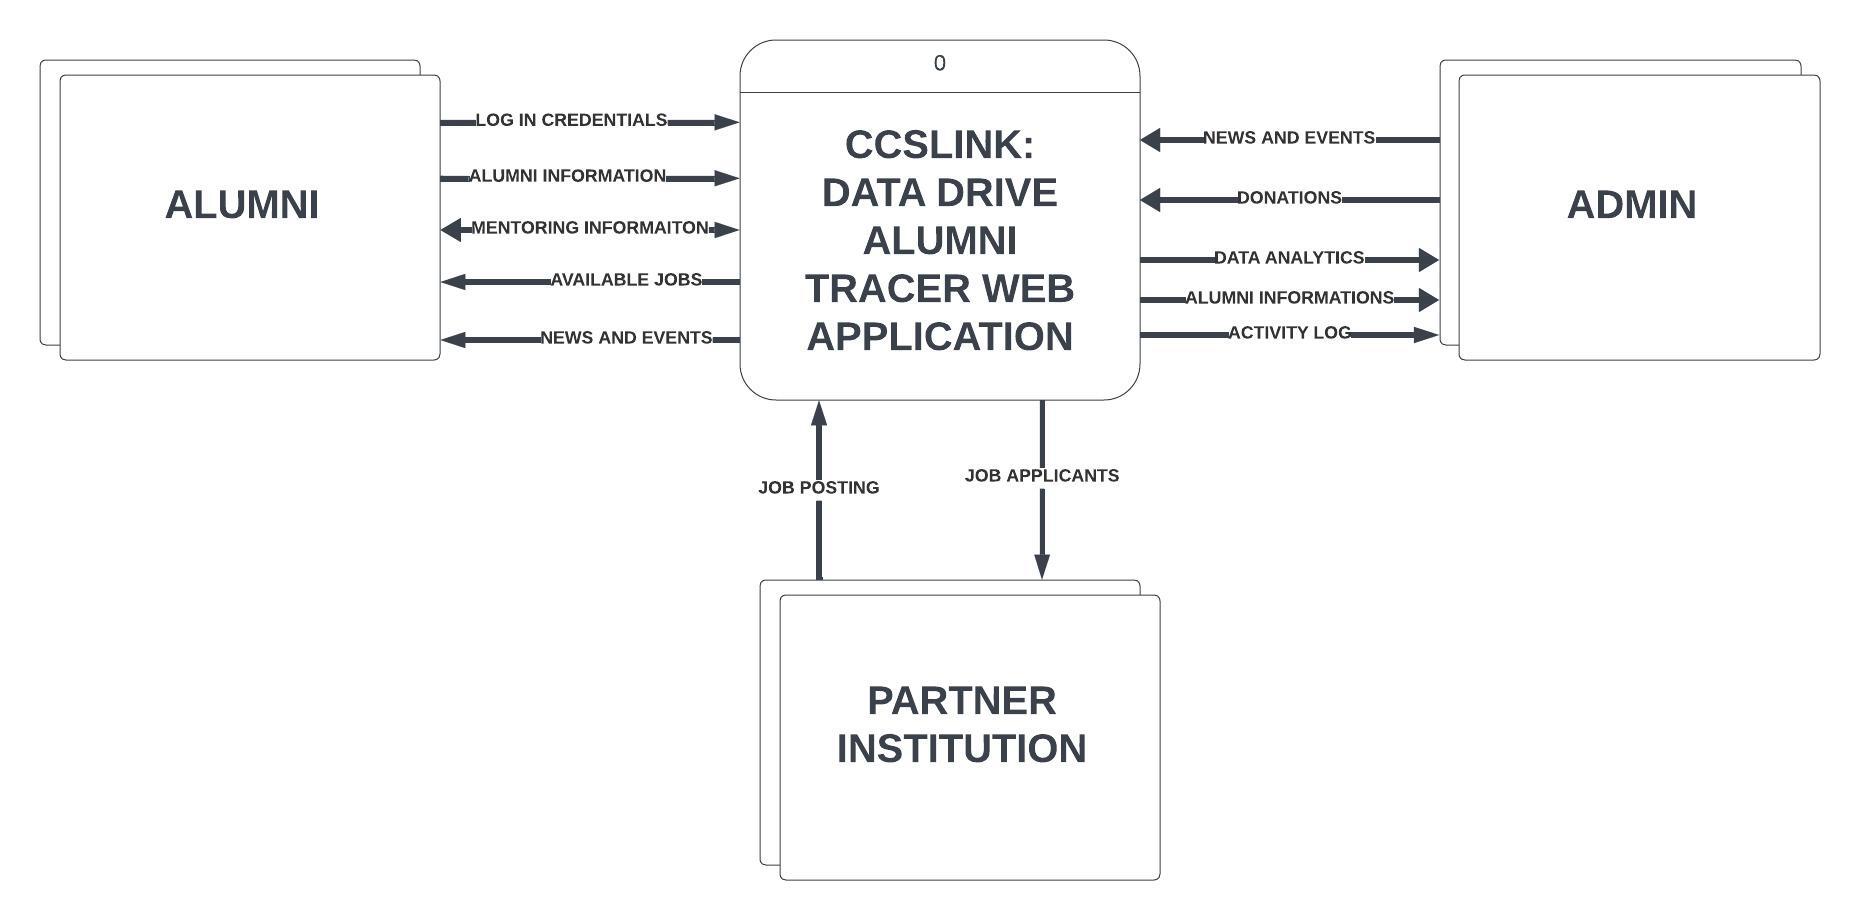 0
CCSLINK:
DATA DRIVE
ALUMNI
TRACER WEB
APPLICATION
ALUMNI
LOG IN CREDENTIALS
ALUMNI INFORMATION
MENTORING INFORMAITON
AVAILABLE JOBS
NEWS AND EVENTS
ADMIN
NEWS AND EVENTS
DONATIONS
DATA ANALYTICS
ALUMNI INFORMATIONS
ACTIVITY LOG
JOB POSTING
JOB APPLICANTS
PARTNER
INSTITUTION